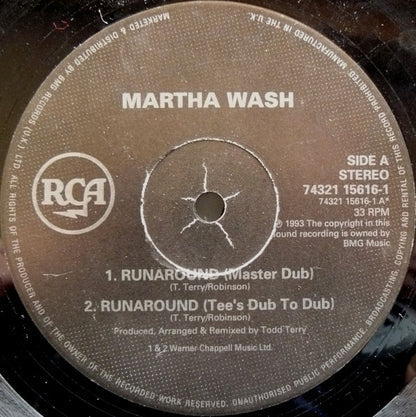 MARKETED & DISTRIBUTED BY BMG RECORDS (U.K.) LTD ALL RIGHTS OF THE PRODUCER AND OF THE OWNER OF THE RECORDED WORK RESERVED. UNAUTHORISED PUBLIC PERFORMANCE, BROADCASTING, COPYING AND RENTAL OF THIS RECORDING PROHIBITED MANUFACTURED IN THE U.K.
MARTHA WASH
RCA
SIDE A
STEREO
74321 15616-1
74321 15616-1 A*
33 RPM
℗ 1993 The copyright in this
sound recording is owned by
BMG Music
1. RUNAROUND (Master Dub)
(T. Terry/Robinson)
2. RUNAROUND (Tee's Dub To Dub)
(T. Terry/Robinson)
Produced, Arranged & Remixed by Todd Terry
1 & 2 Warner Chappell Music Ltd.